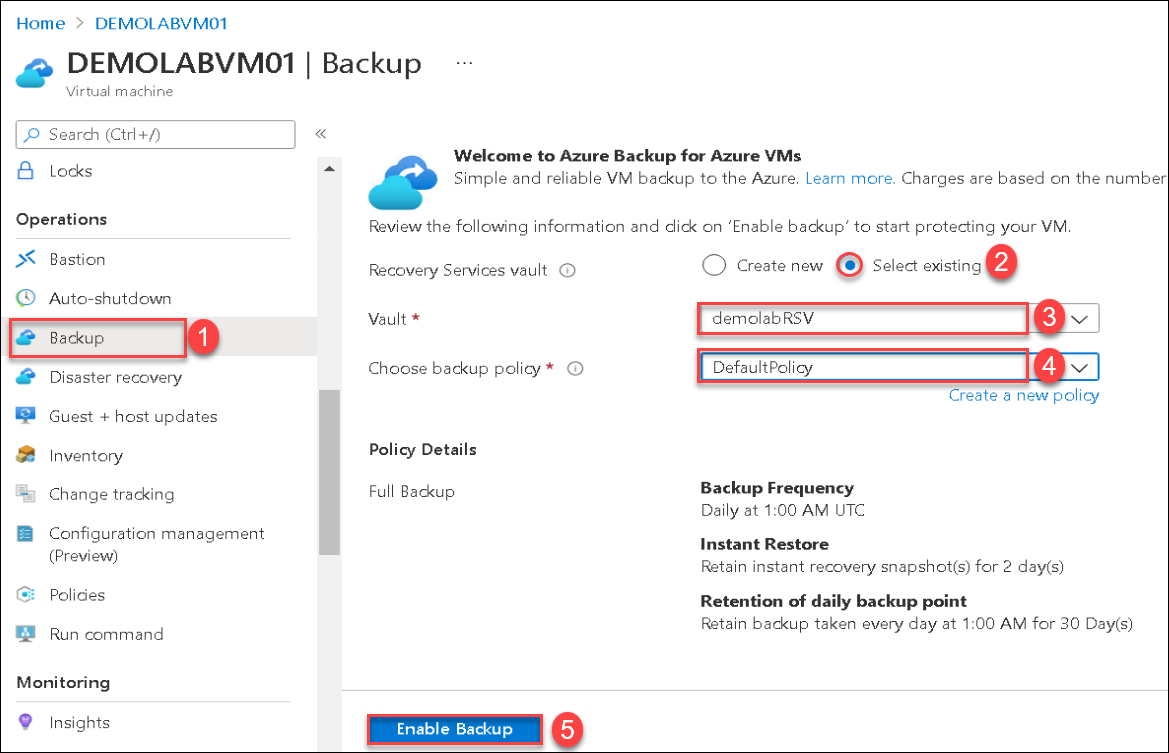 Home > DEMOLABVM01
DEMOLABVM01 | Backup ...
Virtual machine
Search (Ctrl+/)
«
Locks
Operations
Bastion
Auto-shutdown
Backup
1
Disaster recovery
Guest + host updates
Inventory
Change tracking
Configuration management
(Preview)
Policies
Run command
Monitoring
Insights
Welcome to Azure Backup for Azure VMs
Simple and reliable VM backup to the Azure. Learn more. Charges are based on the number
Review the following information and click on 'Enable backup' to start protecting your VM.
Recovery Services vault Create new Select existing 2
Vault * demolabRSV 3
Choose backup policy * DefaultPolicy 4
Create a new policy
Policy Details
Full Backup
Backup Frequency
Daily at 1:00 AM UTC
Instant Restore
Retain instant recovery snapshot(s) for 2 day(s)
Retention of daily backup point
Retain backup taken every day at 1:00 AM for 30 Day(s)
Enable Backup 5